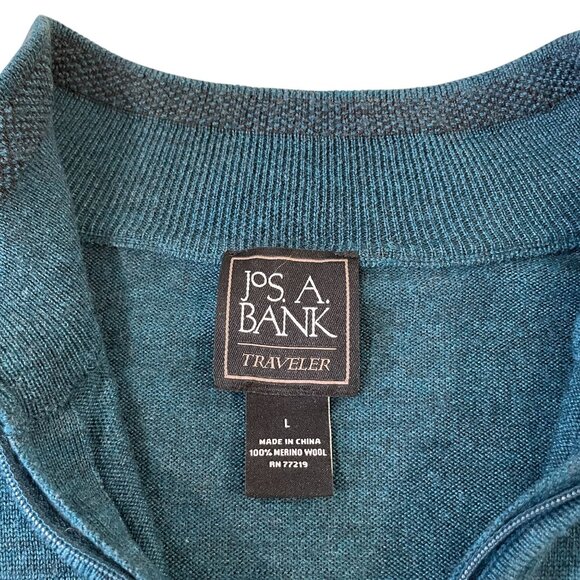 JoS. A.
BANK
TRAVELER
L
MADE IN CHINA
100% MERINO WOOL
RN 77219